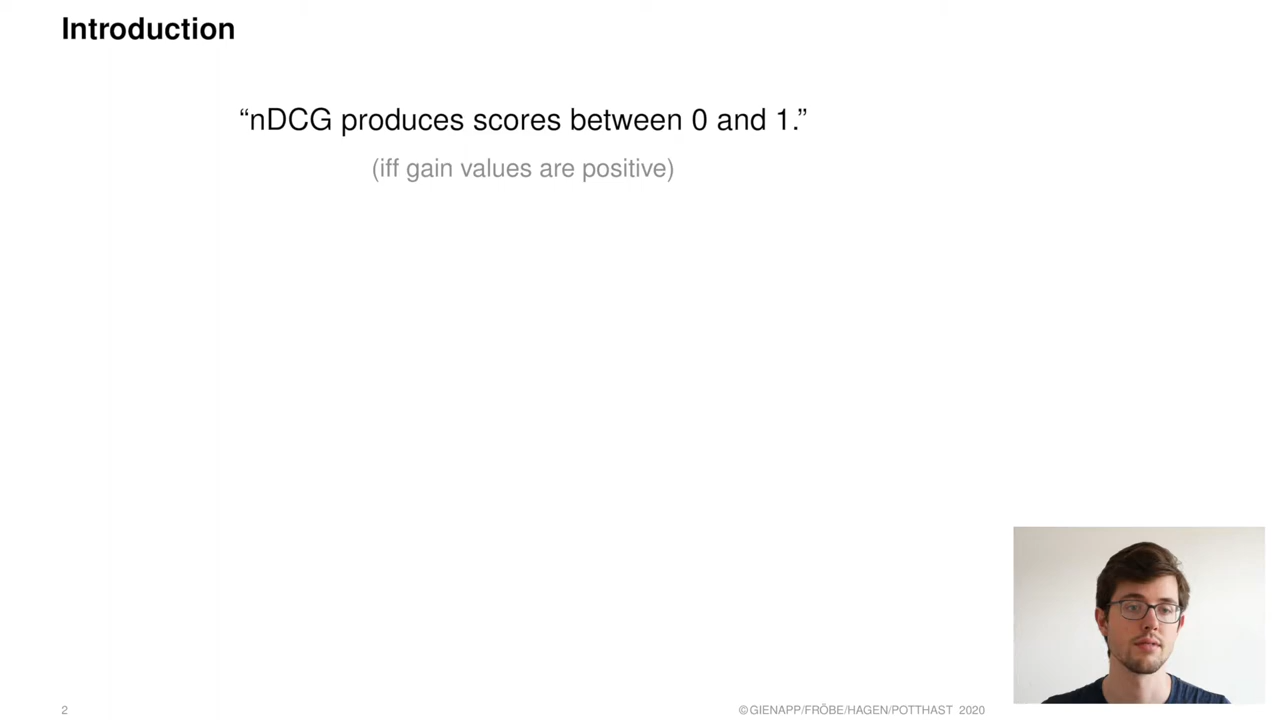 Introduction
“nDCG produces scores between 0 and 1.”
(iff gain values are positive)
2
© GIENAPP/FRÖBE/HAGEN/POTTHAST 2020